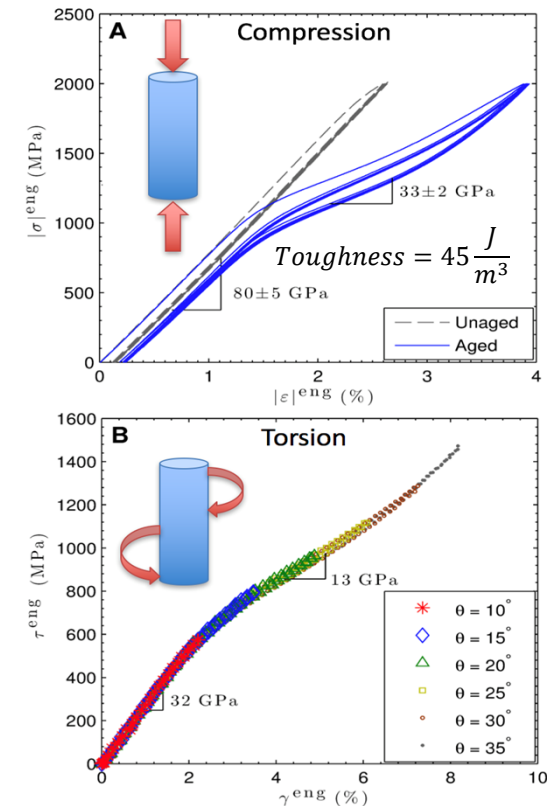 A Compression
2500
2000
1500
1000
500
0
|σ|^eng (MPa)
33±2 GPa
Toughness = 45 J/m³
80±5 GPa
Unaged
Aged
0 1 2 3 4
|ε|^eng (%)
B Torsion
1600
1400
1200
1000
800
600
400
200
0
τ^eng (MPa)
13 GPa
32 GPa
θ = 10°
θ = 15°
θ = 20°
θ = 25°
θ = 30°
θ = 35°
0 2 4 6 8 10
γ^eng (%)